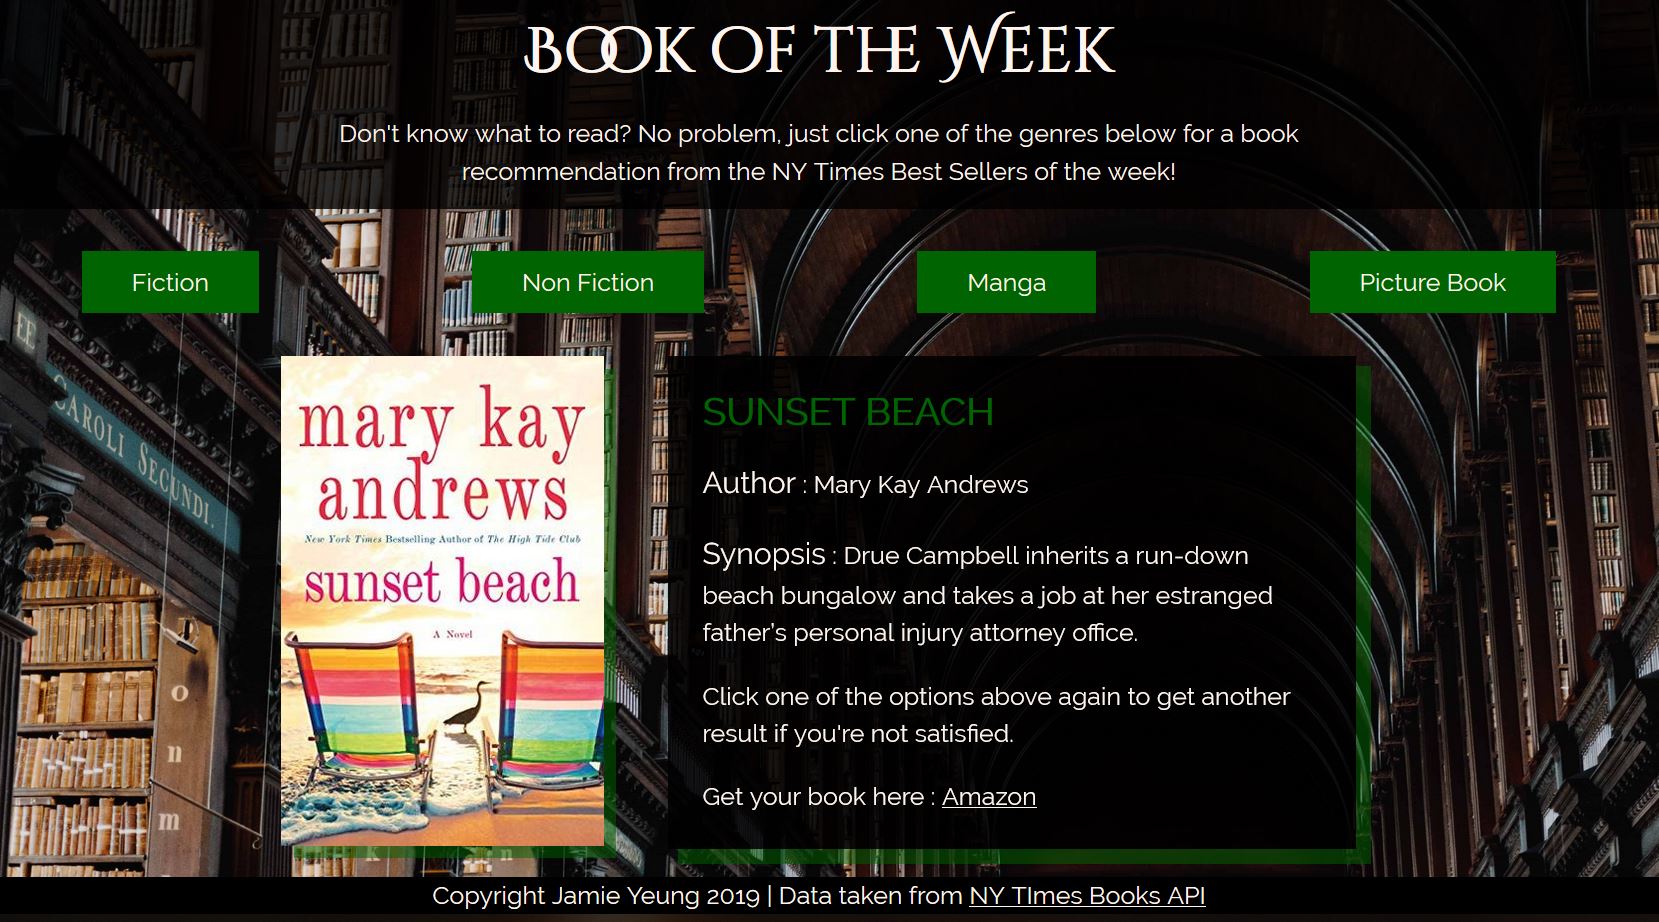 BOOK OF THE WEEK
Don't know what to read? No problem, just click one of the genres below for a book
recommendation from the NY Times Best Sellers of the week!
Fiction
Non Fiction
Manga
Picture Book
EE
CAROLI SECUNDI.
mary kay
andrews
New York Times Bestselling Author of The High Tide Club
sunset beach
A Novel
SUNSET BEACH
Author : Mary Kay Andrews
Synopsis : Drue Campbell inherits a run-down
beach bungalow and takes a job at her estranged
father’s personal injury attorney office.
Click one of the options above again to get another
result if you're not satisfied.
Get your book here : Amazon
o
n
m
k
n
Copyright Jamie Yeung 2019 | Data taken from NY TImes Books API